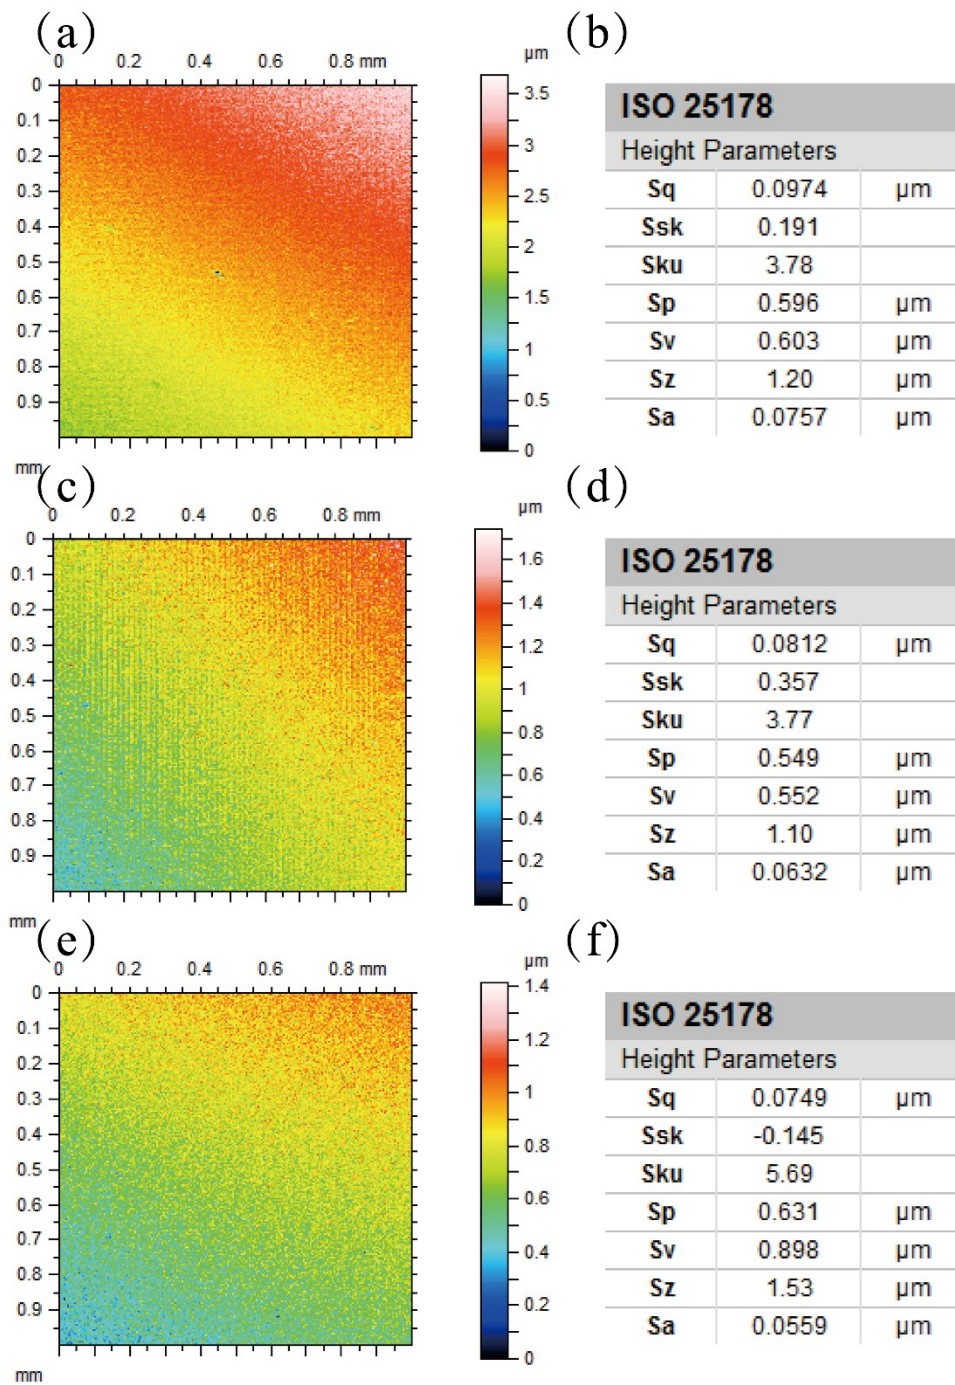 (a)
(b)
0 0.2 0.4 0.6 0.8 mm
µm
0
0.1
0.2
0.3
0.4
0.5
0.6
0.7
0.8
0.9
mm
3.5
3
2.5
2
1.5
1
0.5
0
ISO 25178
Height Parameters
Sq 0.0974 µm
Ssk 0.191
Sku 3.78
Sp 0.596 µm
Sv 0.603 µm
Sz 1.20 µm
Sa 0.0757 µm
(c)
(d)
0 0.2 0.4 0.6 0.8 mm
µm
0
0.1
0.2
0.3
0.4
0.5
0.6
0.7
0.8
0.9
mm
1.6
1.4
1.2
1
0.8
0.6
0.4
0.2
0
ISO 25178
Height Parameters
Sq 0.0812 µm
Ssk 0.357
Sku 3.77
Sp 0.549 µm
Sv 0.552 µm
Sz 1.10 µm
Sa 0.0632 µm
(e)
(f)
0 0.2 0.4 0.6 0.8 mm
µm
0
0.1
0.2
0.3
0.4
0.5
0.6
0.7
0.8
0.9
mm
1.4
1.2
1
0.8
0.6
0.4
0.2
0
ISO 25178
Height Parameters
Sq 0.0749 µm
Ssk -0.145
Sku 5.69
Sp 0.631 µm
Sv 0.898 µm
Sz 1.53 µm
Sa 0.0559 µm